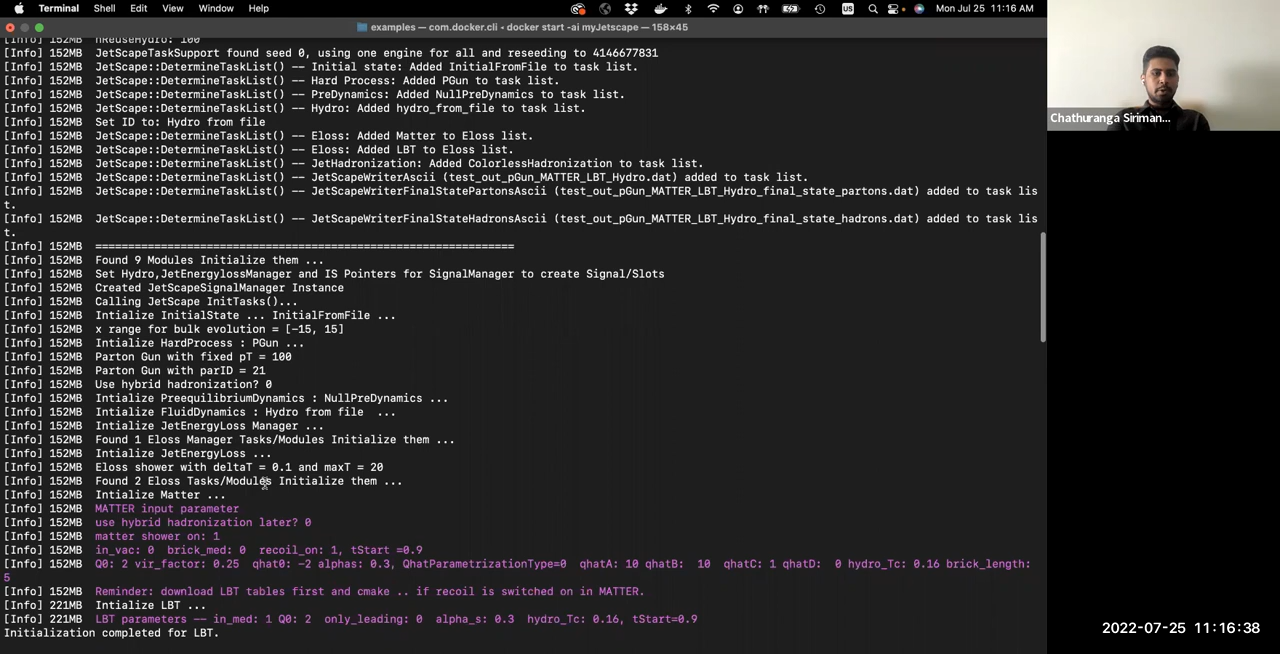 Terminal Shell Edit View Window Help US Mon Jul 25 11:16 AM
examples — com.docker.cli ◂ docker start -ai myJetscape — 158×45
[Info] 152MB nReuseHydro: 100
[Info] 152MB JetScapeTaskSupport found seed 0, using one engine for all and reseeding to 4146677831
[Info] 152MB JetScape::DetermineTaskList() -- Initial state: Added InitialFromFile to task list.
[Info] 152MB JetScape::DetermineTaskList() -- Hard Process: Added PGun to task list.
[Info] 152MB JetScape::DetermineTaskList() -- PreDynamics: Added NullPreDynamics to task list.
[Info] 152MB JetScape::DetermineTaskList() -- Hydro: Added hydro_from_file to task list.
[Info] 152MB Set ID to: Hydro from file
[Info] 152MB JetScape::DetermineTaskList() -- Eloss: Added Matter to Eloss list.
[Info] 152MB JetScape::DetermineTaskList() -- Eloss: Added LBT to Eloss list.
[Info] 152MB JetScape::DetermineTaskList() -- JetHadronization: Added ColorlessHadronization to task list.
[Info] 152MB JetScape::DetermineTaskList() -- JetScapeWriterAscii (test_out_pGun_MATTER_LBT_Hydro.dat) added to task list.
[Info] 152MB JetScape::DetermineTaskList() -- JetScapeWriterFinalStatePartonsAscii (test_out_pGun_MATTER_LBT_Hydro_final_state_partons.dat) added to task lis
t.
[Info] 152MB JetScape::DetermineTaskList() -- JetScapeWriterFinalStateHadronsAscii (test_out_pGun_MATTER_LBT_Hydro_final_state_hadrons.dat) added to task lis
t.
[Info] 152MB ================================================================
[Info] 152MB Found 9 Modules Initialize them ...
[Info] 152MB Set Hydro,JetEnergylossManager and IS Pointers for SignalManager to create Signal/Slots
[Info] 152MB Created JetScapeSignalManager Instance
[Info] 152MB Calling JetScape InitTasks()...
[Info] 152MB Intialize InitialState ... InitialFromFile ...
[Info] 152MB x range for bulk evolution = [-15, 15]
[Info] 152MB Intialize HardProcess : PGun ...
[Info] 152MB Parton Gun with fixed pT = 100
[Info] 152MB Parton Gun with parID = 21
[Info] 152MB Use hybrid hadronization? 0
[Info] 152MB Intialize PreequilibriumDynamics : NullPreDynamics ...
[Info] 152MB Intialize FluidDynamics : Hydro from file ...
[Info] 152MB Intialize JetEnergyLoss Manager ...
[Info] 152MB Found 1 Eloss Manager Tasks/Modules Initialize them ...
[Info] 152MB Intialize JetEnergyLoss ...
[Info] 152MB Eloss shower with deltaT = 0.1 and maxT = 20
[Info] 152MB Found 2 Eloss Tasks/Modules Initialize them ...
[Info] 152MB Intialize Matter ...
[Info] 152MB MATTER input parameter
[Info] 152MB use hybrid hadronization later? 0
[Info] 152MB matter shower on: 1
[Info] 152MB in_vac: 0 brick_med: 0 recoil_on: 1, tStart =0.9
[Info] 152MB Q0: 2 vir_factor: 0.25 qhat0: -2 alphas: 0.3, QhatParametrizationType=0 qhatA: 10 qhatB: 10 qhatC: 1 qhatD: 0 hydro_Tc: 0.16 brick_length:
5
[Info] 152MB Reminder: download LBT tables first and cmake .. if recoil is switched on in MATTER.
[Info] 221MB Intialize LBT ...
[Info] 221MB LBT parameters -- in_med: 1 Q0: 2 only_leading: 0 alpha_s: 0.3 hydro_Tc: 0.16, tStart=0.9
Initialization completed for LBT.
Chathuranga Siriman...
2022-07-25 11:16:38